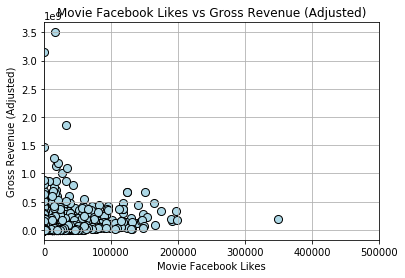 Movie Facebook Likes vs Gross Revenue (Adjusted)
1e9
3.5
3.0
2.5
2.0
1.5
1.0
0.5
0.0
Gross Revenue (Adjusted)
0 100000 200000 300000 400000 500000
Movie Facebook Likes